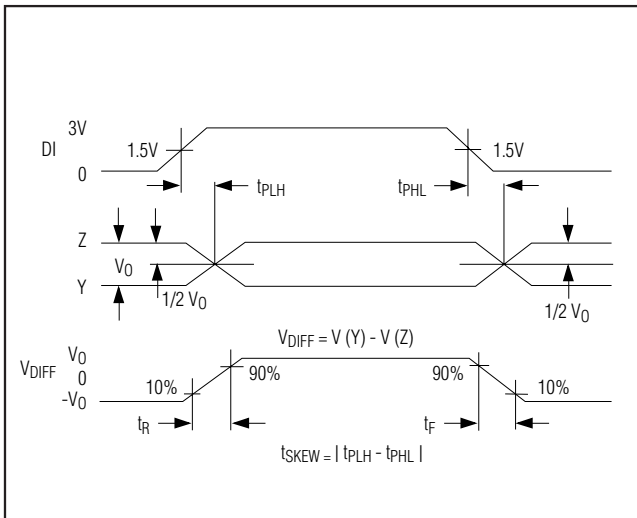 3V
DI
1.5V
1.5V
0
tPLH
tPHL
Z
VO
Y
1/2 VO
1/2 VO
VDIFF = V (Y) - V (Z)
VO
VDIFF 0
-VO
10%
90%
90%
10%
tR
tF
tSKEW = | tPLH - tPHL |